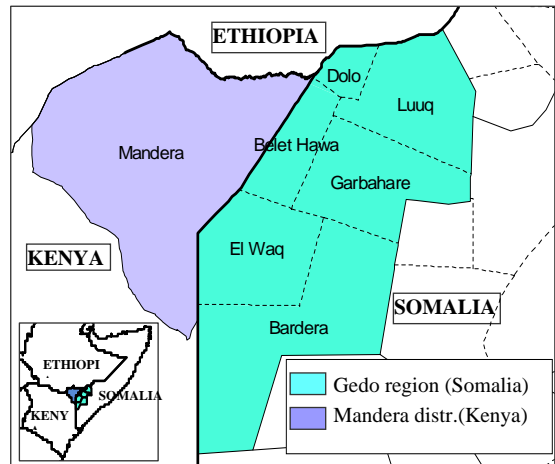 ETHIOPIA
Dolo
Luuq
Belet Hawa
Mandera
Garbahare
El Waq
KENYA
SOMALIA
Bardera
ETHIOPI
SOMALIA
KENY
Gedo region (Somalia)
Mandera distr.(Kenya)